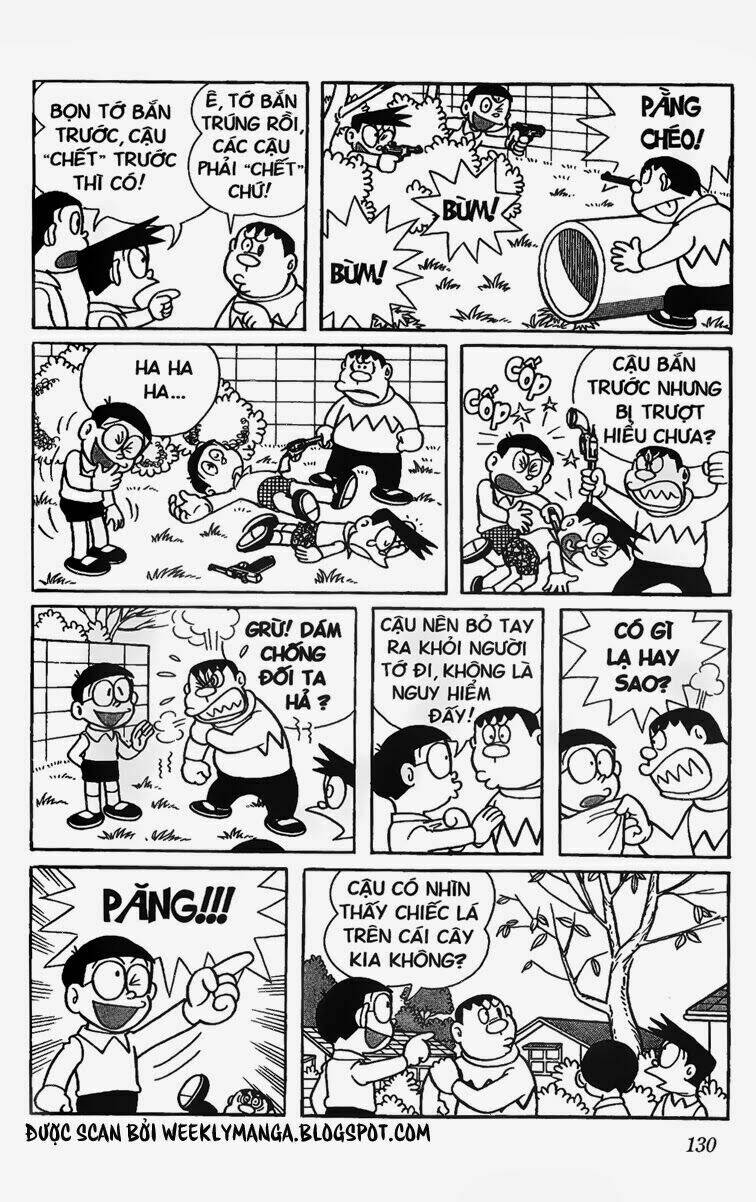 BỌN TỚ BẮN
TRƯỚC, CẬU
"CHẾT" TRƯỚC
THÌ CÓ!
Ê, TỚ BẮN
TRÚNG RỒI,
CÁC CẬU
PHẢI "CHẾT"
CHỨ!
PẰNG
CHÉO!
BÙM!
BÙM!
HA HA
HA...
CỐP
CỐP
CẬU BẮN
TRƯỚC NHƯNG
BỊ TRƯỢT
HIỂU CHƯA?
GRỪ! DÁM
CHỐNG
ĐỐI TA
HẢ?
CẬU NÊN BỎ TAY
RA KHỎI NGƯỜI
TỚ ĐI, KHÔNG LÀ
NGUY HIỂM
ĐẤY!
CÓ GÌ
LẠ HAY
SAO?
PĂNG!!!
CẬU CÓ NHÌN
THẤY CHIẾC LÁ
TRÊN CÁI CÂY
KIA KHÔNG?
ĐƯỢC SCAN BỞI WEEKLYMANGA.BLOGSPOT.COM
130